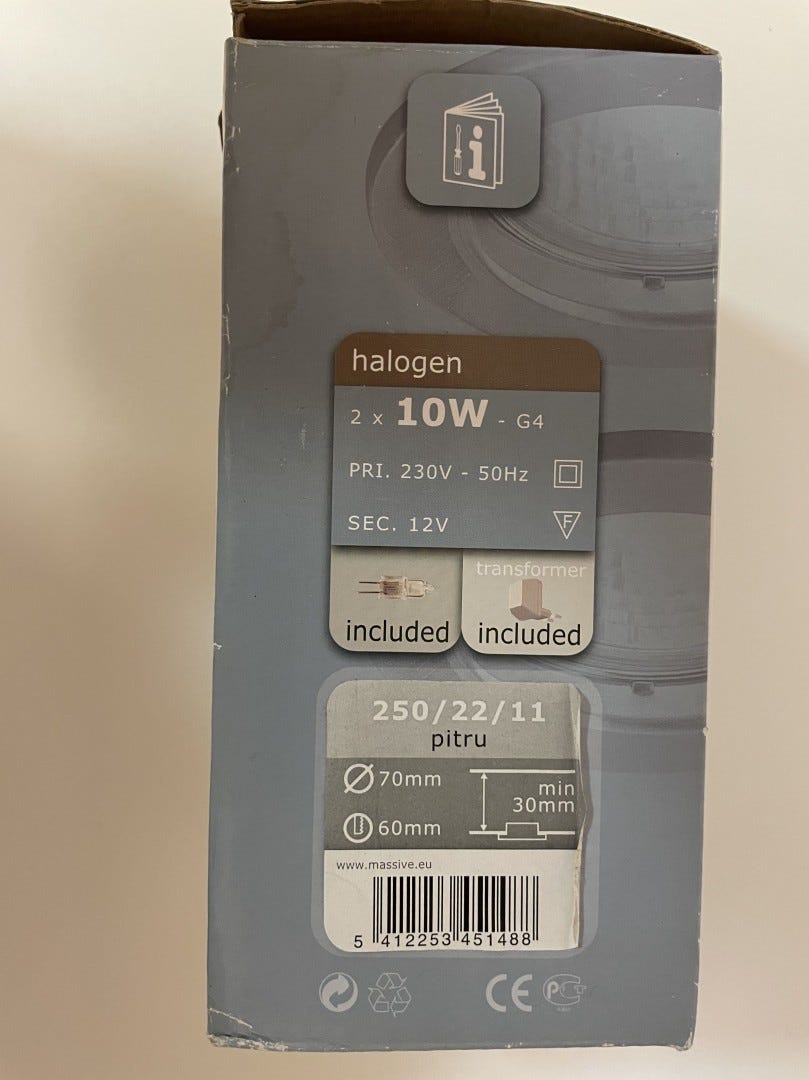 i
halogen
2 x 10W - G4
PRI. 230V - 50Hz
SEC. 12V
F
transformer
included
included
250/22/11
pitru
70mm
min
30mm
60mm
www.massive.eu
5 412253 451488
CE